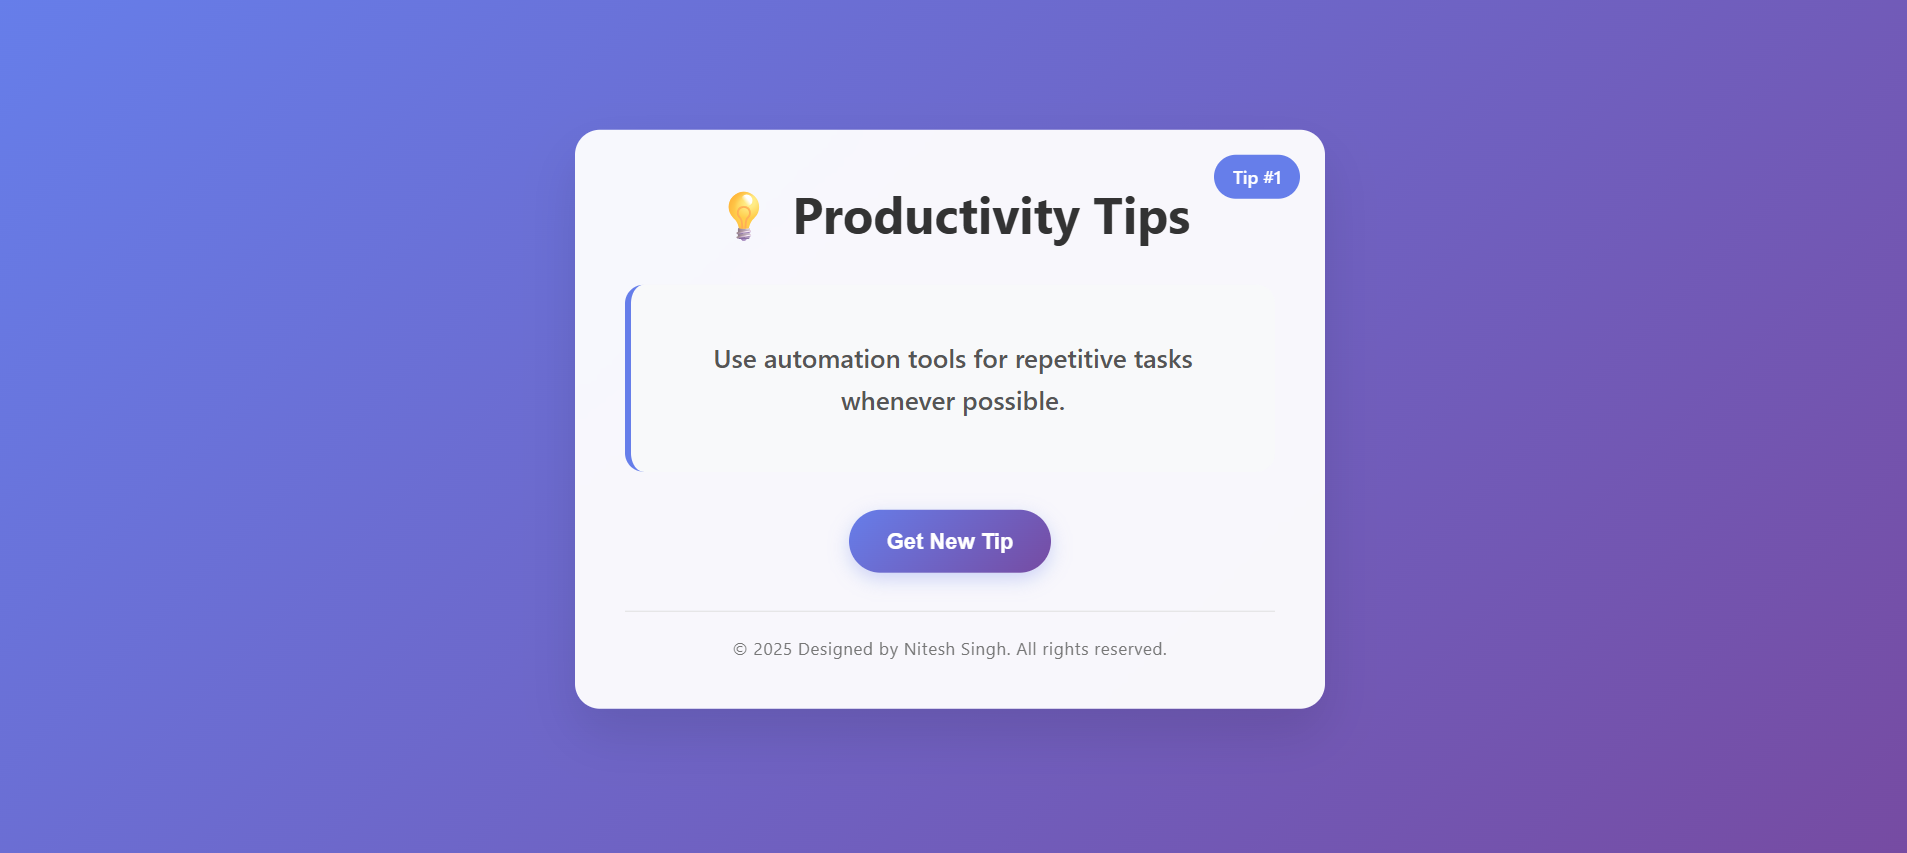 Tip #1
💡 Productivity Tips
Use automation tools for repetitive tasks
whenever possible.
Get New Tip
© 2025 Designed by Nitesh Singh. All rights reserved.